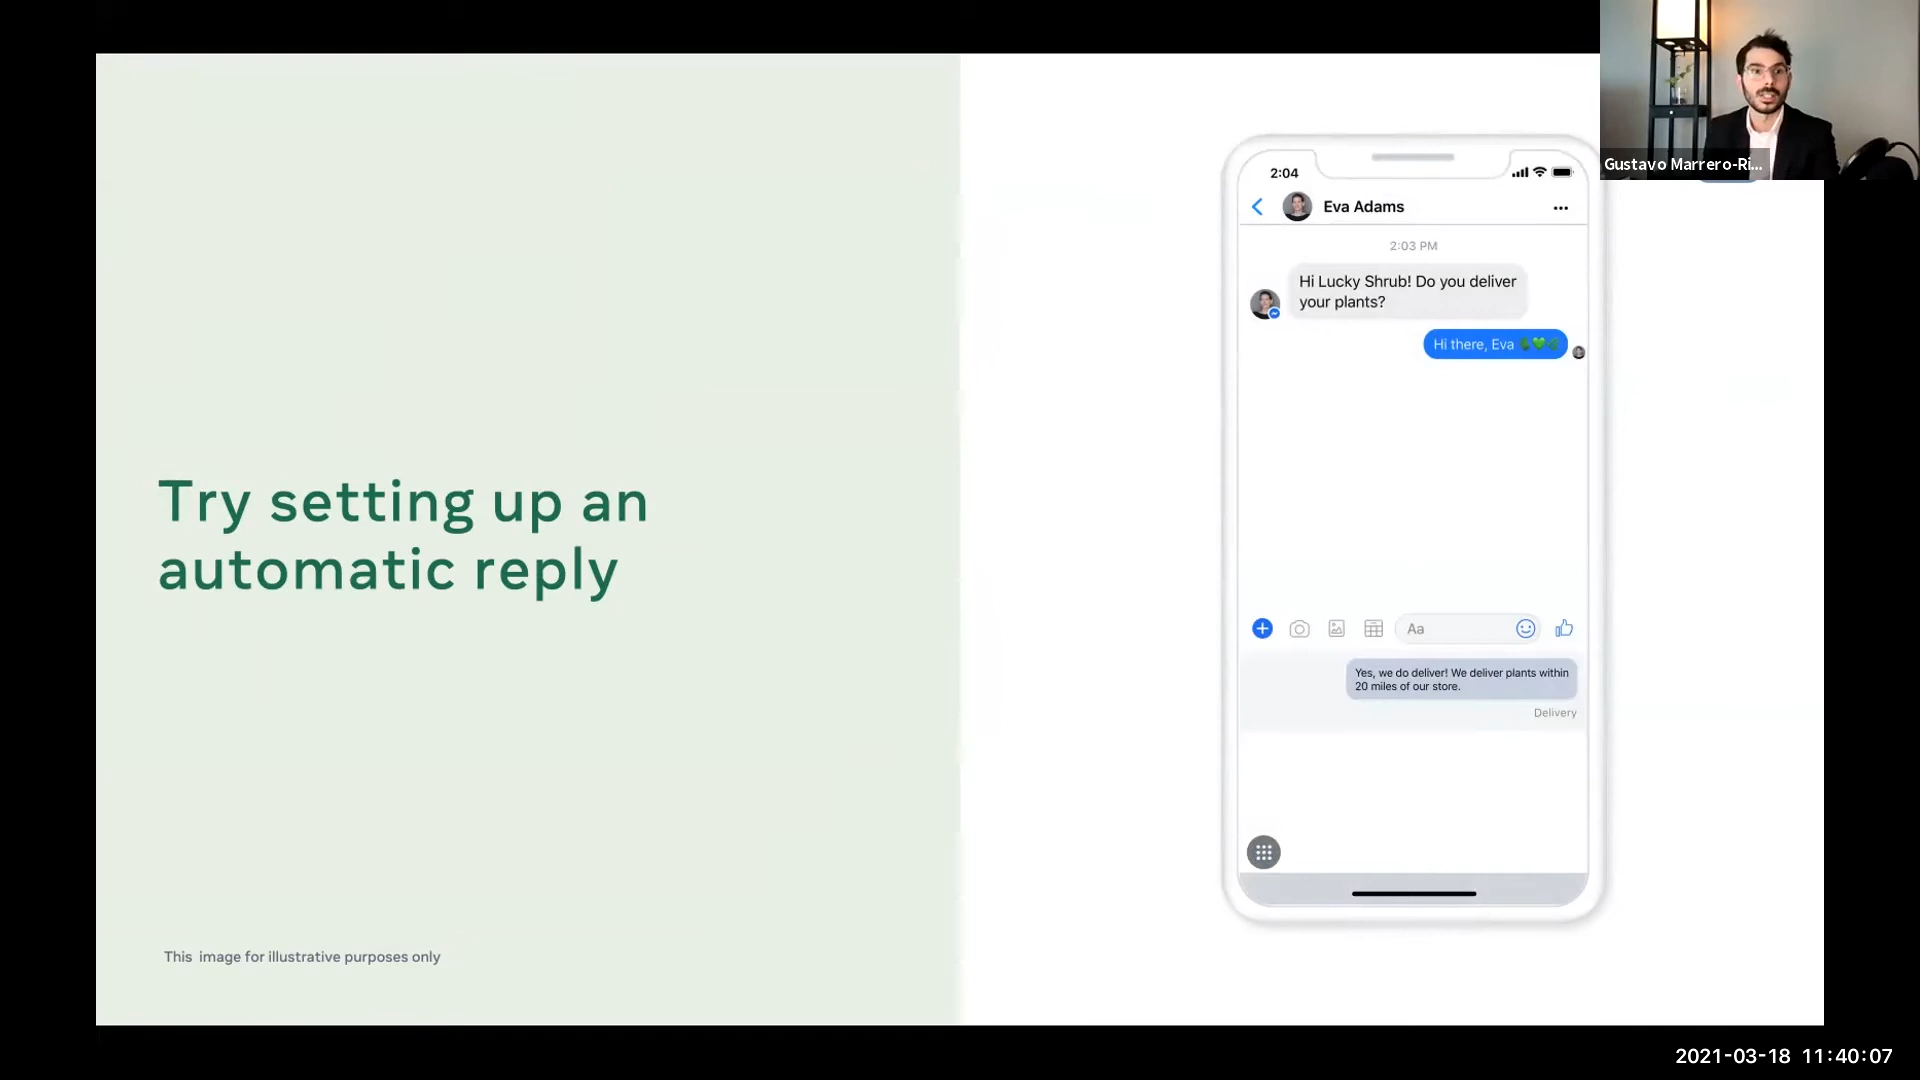 Try setting up an
automatic reply
This image for illustrative purposes only
2:04
Eva Adams
2:03 PM
Hi Lucky Shrub! Do you deliver
your plants?
Hi there, Eva
Aa
Yes, we do deliver! We deliver plants within
20 miles of our store.
Delivery
Gustavo Marrero-Ri...
2021-03-18 11:40:07